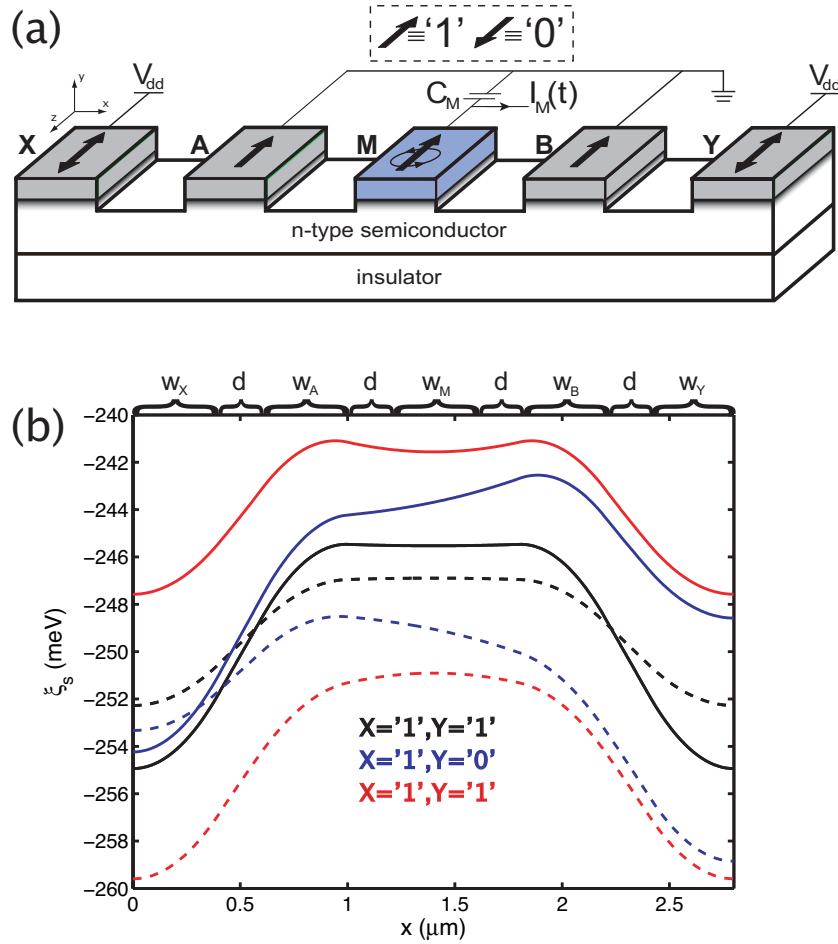 (a)
≡'1' ≡'0'
V_dd
C_M
I_M(t)
V_dd
y
x
z
X
A
M
B
Y
n-type semiconductor
insulator
(b)
w_X d w_A d w_M d w_B d w_Y
−240
−242
−244
−246
−248
−250
−252
−254
−256
−258
−260
ξ_s (meV)
X='1',Y='1'
X='1',Y='0'
X='1',Y='1'
0 0.5 1 1.5 2 2.5
x (μm)